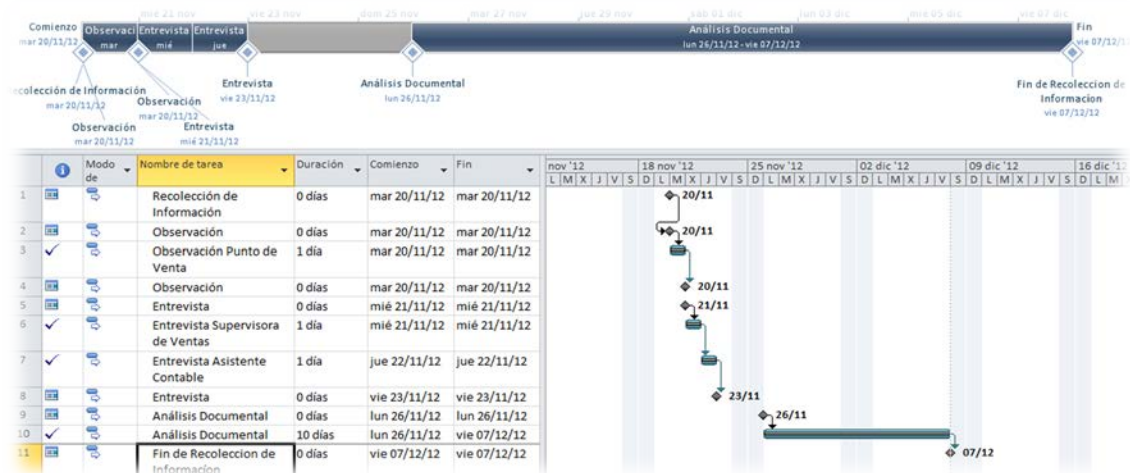 mié 21 nov vie 23 nov dom 25 nov mar 27 nov jue 29 nov sáb 01 dic lun 03 dic mié 05 dic vie 07 dic
Comienzo
mar 20/11/12
Observaci Entrevista Entrevista
mar mié jue
Análisis Documental
lun 26/11/12 - vie 07/12/12
Fin
vie 07/12/1
colección de Información
mar 20/11/12
Observación
mar 20/11/12
Observación
mar 20/11/12
Entrevista
mié 21/11/12
Entrevista
vie 23/11/12
Análisis Documental
lun 26/11/12
Fin de Recoleccion de
Informacion
vie 07/12/12
Modo de Nombre de tarea Duración Comienzo Fin
nov '12 18 nov '12 25 nov '12 02 dic '12 09 dic '12 16 dic '12
L M X J V S D L M X J V S D L M X J V S D L M X J V S D L M X J V S D L M
1 Recolección de Información 0 días mar 20/11/12 mar 20/11/12 20/11
2 Observación 0 días mar 20/11/12 mar 20/11/12 20/11
3 Observación Punto de Venta 1 día mar 20/11/12 mar 20/11/12
4 Observación 0 días mar 20/11/12 mar 20/11/12 20/11
5 Entrevista 0 días mié 21/11/12 mié 21/11/12 21/11
6 Entrevista Supervisora de Ventas 1 día mié 21/11/12 mié 21/11/12
7 Entrevista Asistente Contable 1 día jue 22/11/12 jue 22/11/12
8 Entrevista 0 días vie 23/11/12 vie 23/11/12 23/11
9 Análisis Documental 0 días lun 26/11/12 lun 26/11/12 26/11
10 Análisis Documental 10 días lun 26/11/12 vie 07/12/12
11 Fin de Recoleccion de Informacíon 0 días vie 07/12/12 vie 07/12/12 07/12